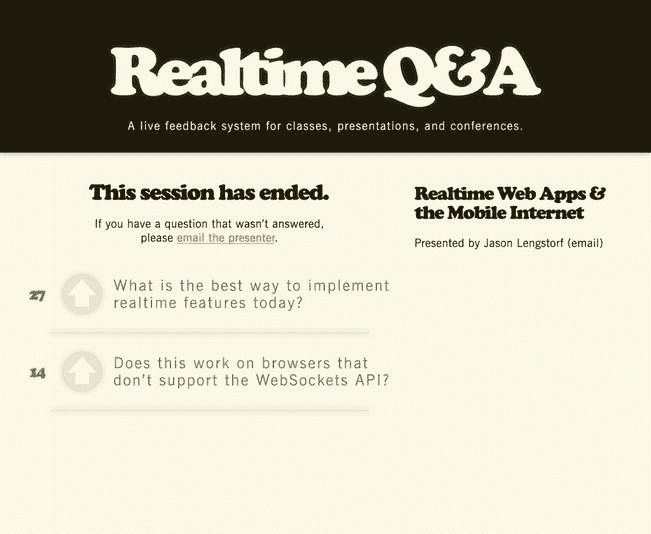 Realtime Q&A
A live feedback system for classes, presentations, and conferences.
This session has ended.
If you have a question that wasn't answered,
please email the presenter.
27
What is the best way to implement
realtime features today?
14
Does this work on browsers that
don't support the WebSockets API?
Realtime Web Apps &
the Mobile Internet
Presented by Jason Lengstorf (email)